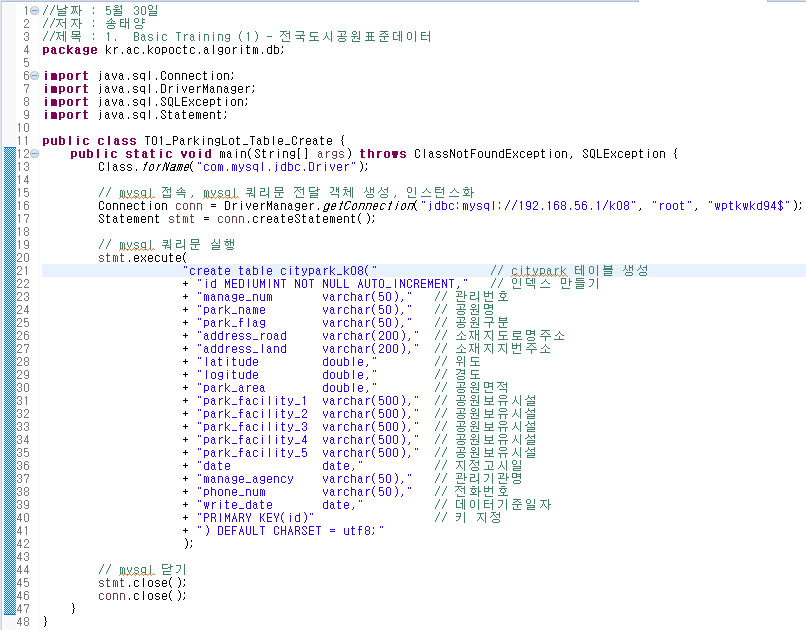 1 //날짜 : 5월 30일
2 //저자 : 송태양
3 //제목 : 1.  Basic Training (1) - 전국도시공원표준데이터
4 package kr.ac.kopoctc.algoritm.db;
5
6 import java.sql.Connection;
7 import java.sql.DriverManager;
8 import java.sql.SQLException;
9 import java.sql.Statement;
10
11 public class T01_ParkingLot_Table_Create {
12     public static void main(String[] args) throws ClassNotFoundException, SQLException {
13         Class.forName("com.mysql.jdbc.Driver");
14
15         // mysql 접속, mysql 쿼리문 전달 객체 생성, 인스턴스화
16         Connection conn = DriverManager.getConnection("jdbc:mysql://192.168.56.1/k08", "root", "wptkwkd94$");
17         Statement stmt = conn.createStatement();
18
19         // mysql 쿼리문 실행
20         stmt.execute(
21                     "create table citypark_k08("                // citypark 테이블 생성
22                     + "id MEDIUMINT NOT NULL AUTO_INCREMENT,"   // 인덱스 만들기
23                     + "manage_num       varchar(50),"   // 관리번호
24                     + "park_name        varchar(50),"   // 공원명
25                     + "park_flag        varchar(50),"   // 공원구분
26                     + "address_road     varchar(200),"  // 소재지도로명주소
27                     + "address_land     varchar(200),"  // 소재지지번주소
28                     + "latitude         double,"        // 위도
29                     + "logitude         double,"        // 경도
30                     + "park_area        double,"        // 공원면적
31                     + "park_facility_1  varchar(500),"  // 공원보유시설
32                     + "park_facility_2  varchar(500),"  // 공원보유시설
33                     + "park_facility_3  varchar(500),"  // 공원보유시설
34                     + "park_facility_4  varchar(500),"  // 공원보유시설
35                     + "park_facility_5  varchar(500),"  // 공원보유시설
36                     + "date             date,"          // 지정고시일
37                     + "manage_agency    varchar(50),"   // 관리기관명
38                     + "phone_num        varchar(50),"   // 전화번호
39                     + "write_date       date,"          // 데이터기준일자
40                     + "PRIMARY KEY(id)"                 // 키 지정
41                     + ") DEFAULT CHARSET = utf8;"
42                     );
43
44         // mysql 닫기
45         stmt.close();
46         conn.close();
47     }
48 }